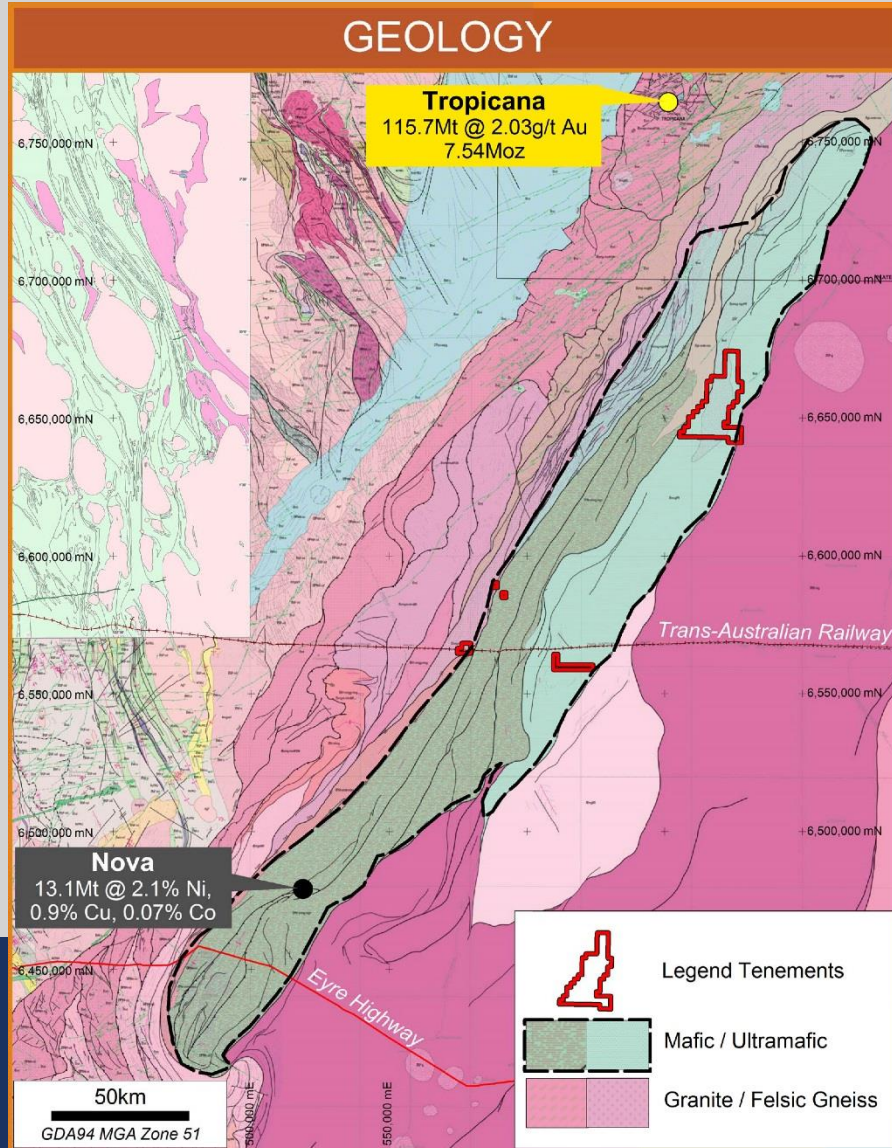 GEOLOGY
Tropicana
115.7Mt @ 2.03g/t Au
7.54Moz
6,750,000 mN
6,750,000 mN
6,700,000 mN
6,700,000 mN
6,650,000 mN
6,650,000 mN
6,600,000 mN
6,600,000 mN
Trans-Australian Railway
6,550,000 mN
6,550,000 mN
6,500,000 mN
6,500,000 mN
Nova
13.1Mt @ 2.1% Ni,
0.9% Cu, 0.07% Co
6,450,000 mN
Eyre Highway
Legend Tenements
Mafic / Ultramafic
Granite / Felsic Gneiss
50km
GDA94 MGA Zone 51
500,000 mE
550,000 mE